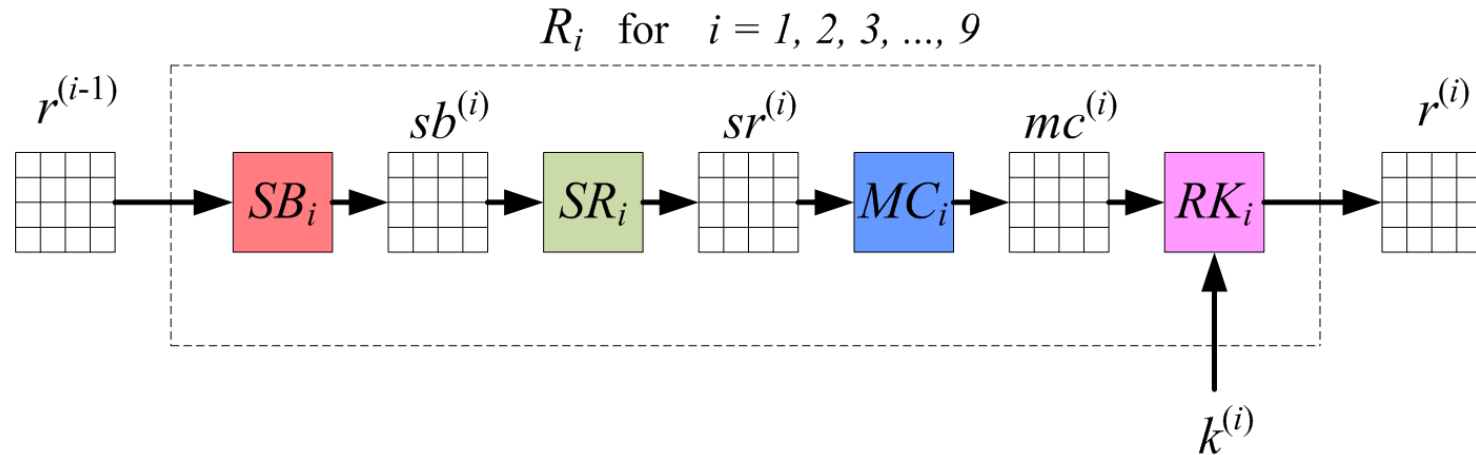 R_i for i = 1, 2, 3, ..., 9
r^(i-1)
sb^(i)
sr^(i)
mc^(i)
r^(i)
SB_i
SR_i
MC_i
RK_i
k^(i)